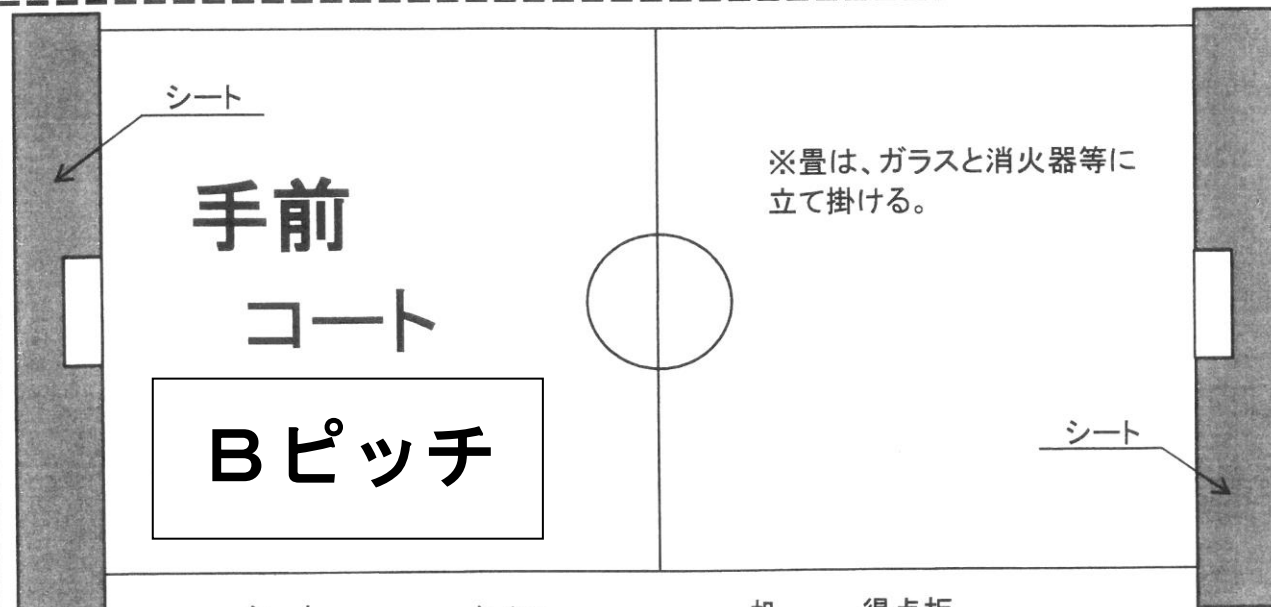 シート
※畳は、ガラスと消火器等に
立て掛ける。
手前
コート
シート
Bピッチ
得点板